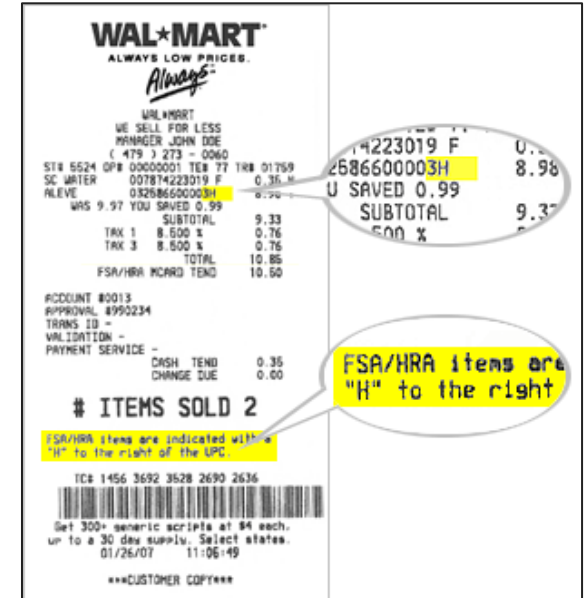 WAL★MART
ALWAYS LOW PRICES.
Always
WAL★MART
WE SELL FOR LESS
MANAGER JOHN DOE
( 479 ) 273 - 0060
ST# 5524 OP# 00000001 TE# 77 TR# 01759
SC WATER 007874223019 F 0.35
ALEVE 032586600003H 8.98
WAS 9.97 YOU SAVED 0.99
SUBTOTAL 9.33
TAX 1 8.500 % 0.76
TAX 3 8.500 % 0.76
TOTAL 10.85
FSA/HRA MCARD TEND 10.50
ACCOUNT #0013
APPROVAL #990234
TRANS ID -
VALIDATION -
PAYMENT SERVICE -
CASH TEND 0.35
CHANGE DUE 0.00
# ITEMS SOLD 2
FSA/HRA items are indicated with a
"H" to the right of the UPC.
TC# 1456 3692 3528 2690 2636
Get 300+ generic scripts at $4 each.
up to a 30 day supply. Select states.
01/26/07 11:06:49
***CUSTOMER COPY***
74223019 F
2586600003H 8.98
U SAVED 0.99
SUBTOTAL 9.33
.500 %
FSA/HRA items are
"H" to the right